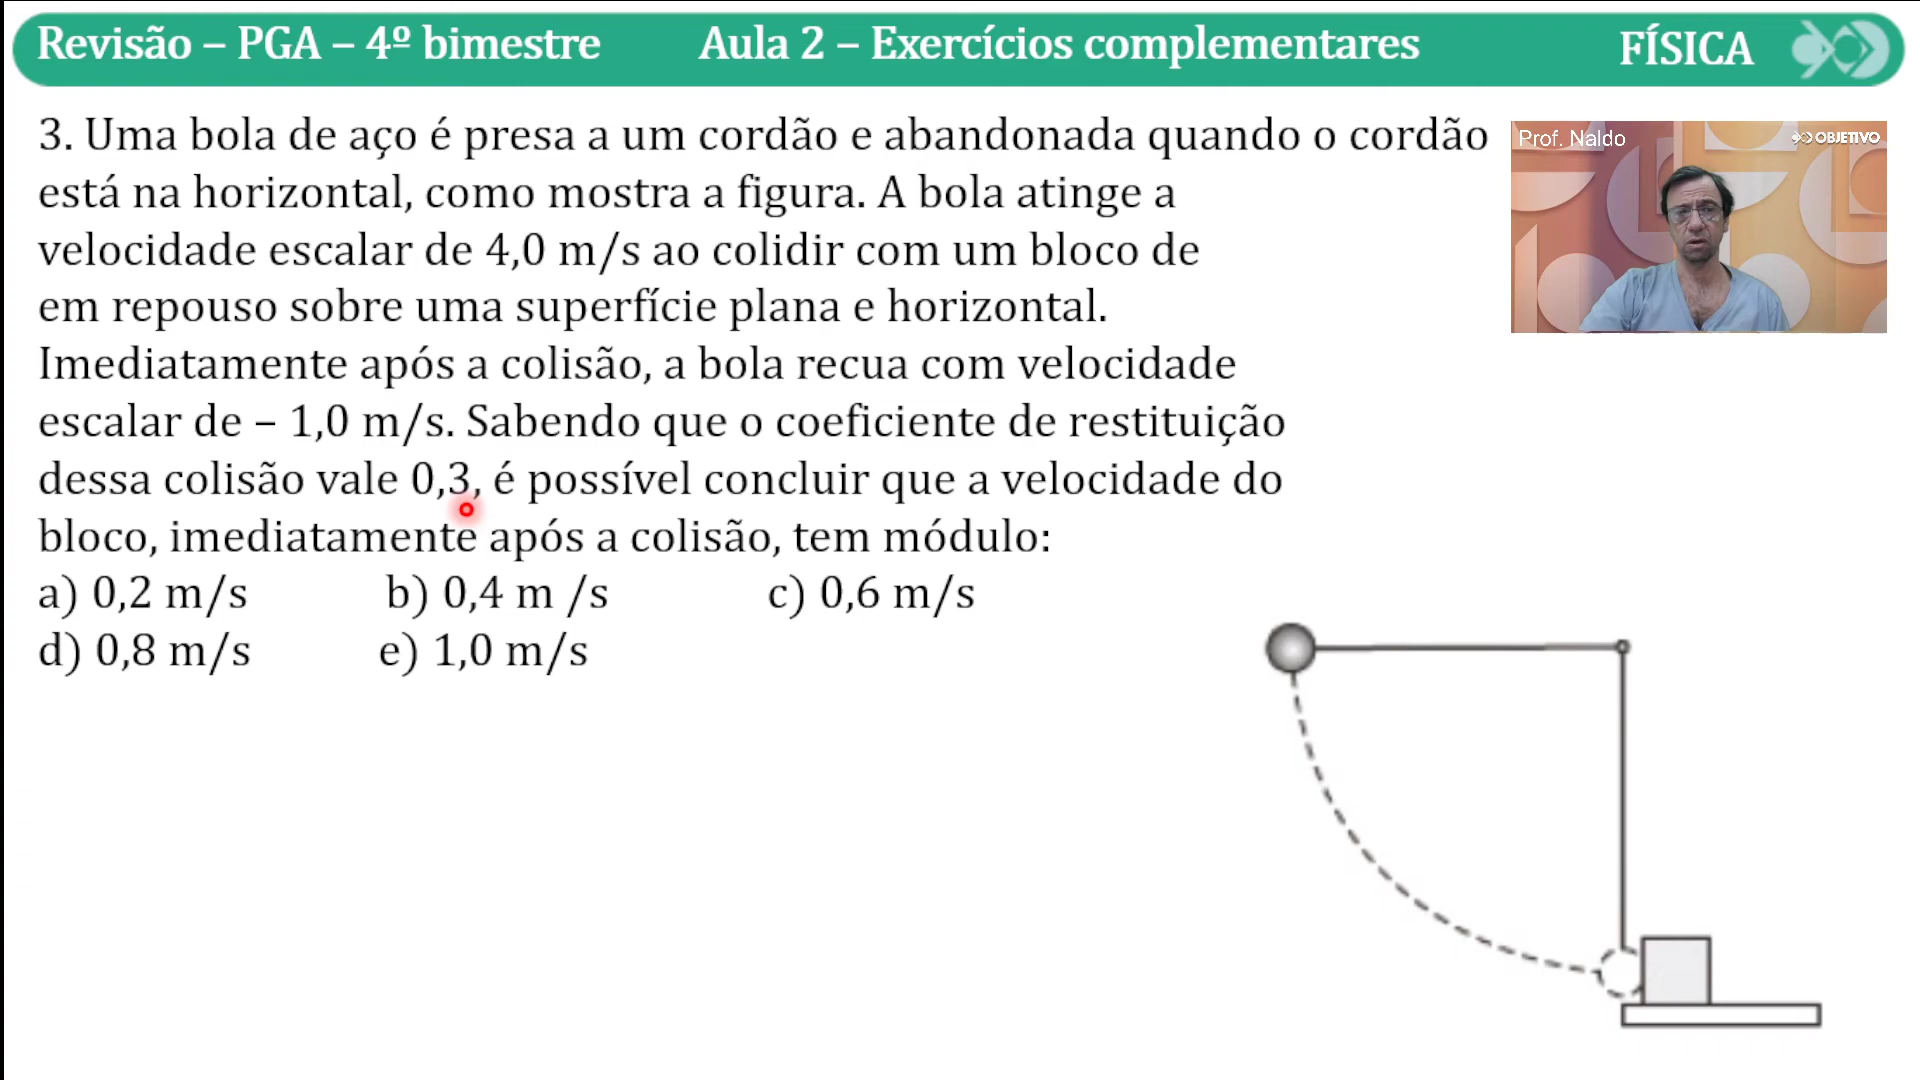 Revisão – PGA – 4º bimestre Aula 2 – Exercícios complementares FÍSICA
3. Uma bola de aço é presa a um cordão e abandonada quando o cordão
está na horizontal, como mostra a figura. A bola atinge a
velocidade escalar de 4,0 m/s ao colidir com um bloco de
em repouso sobre uma superfície plana e horizontal.
Imediatamente após a colisão, a bola recua com velocidade
escalar de – 1,0 m/s. Sabendo que o coeficiente de restituição
dessa colisão vale 0,3, é possível concluir que a velocidade do
bloco, imediatamente após a colisão, tem módulo:
a) 0,2 m/s b) 0,4 m /s c) 0,6 m/s
d) 0,8 m/s e) 1,0 m/s
Prof. Naldo OBJETIVO